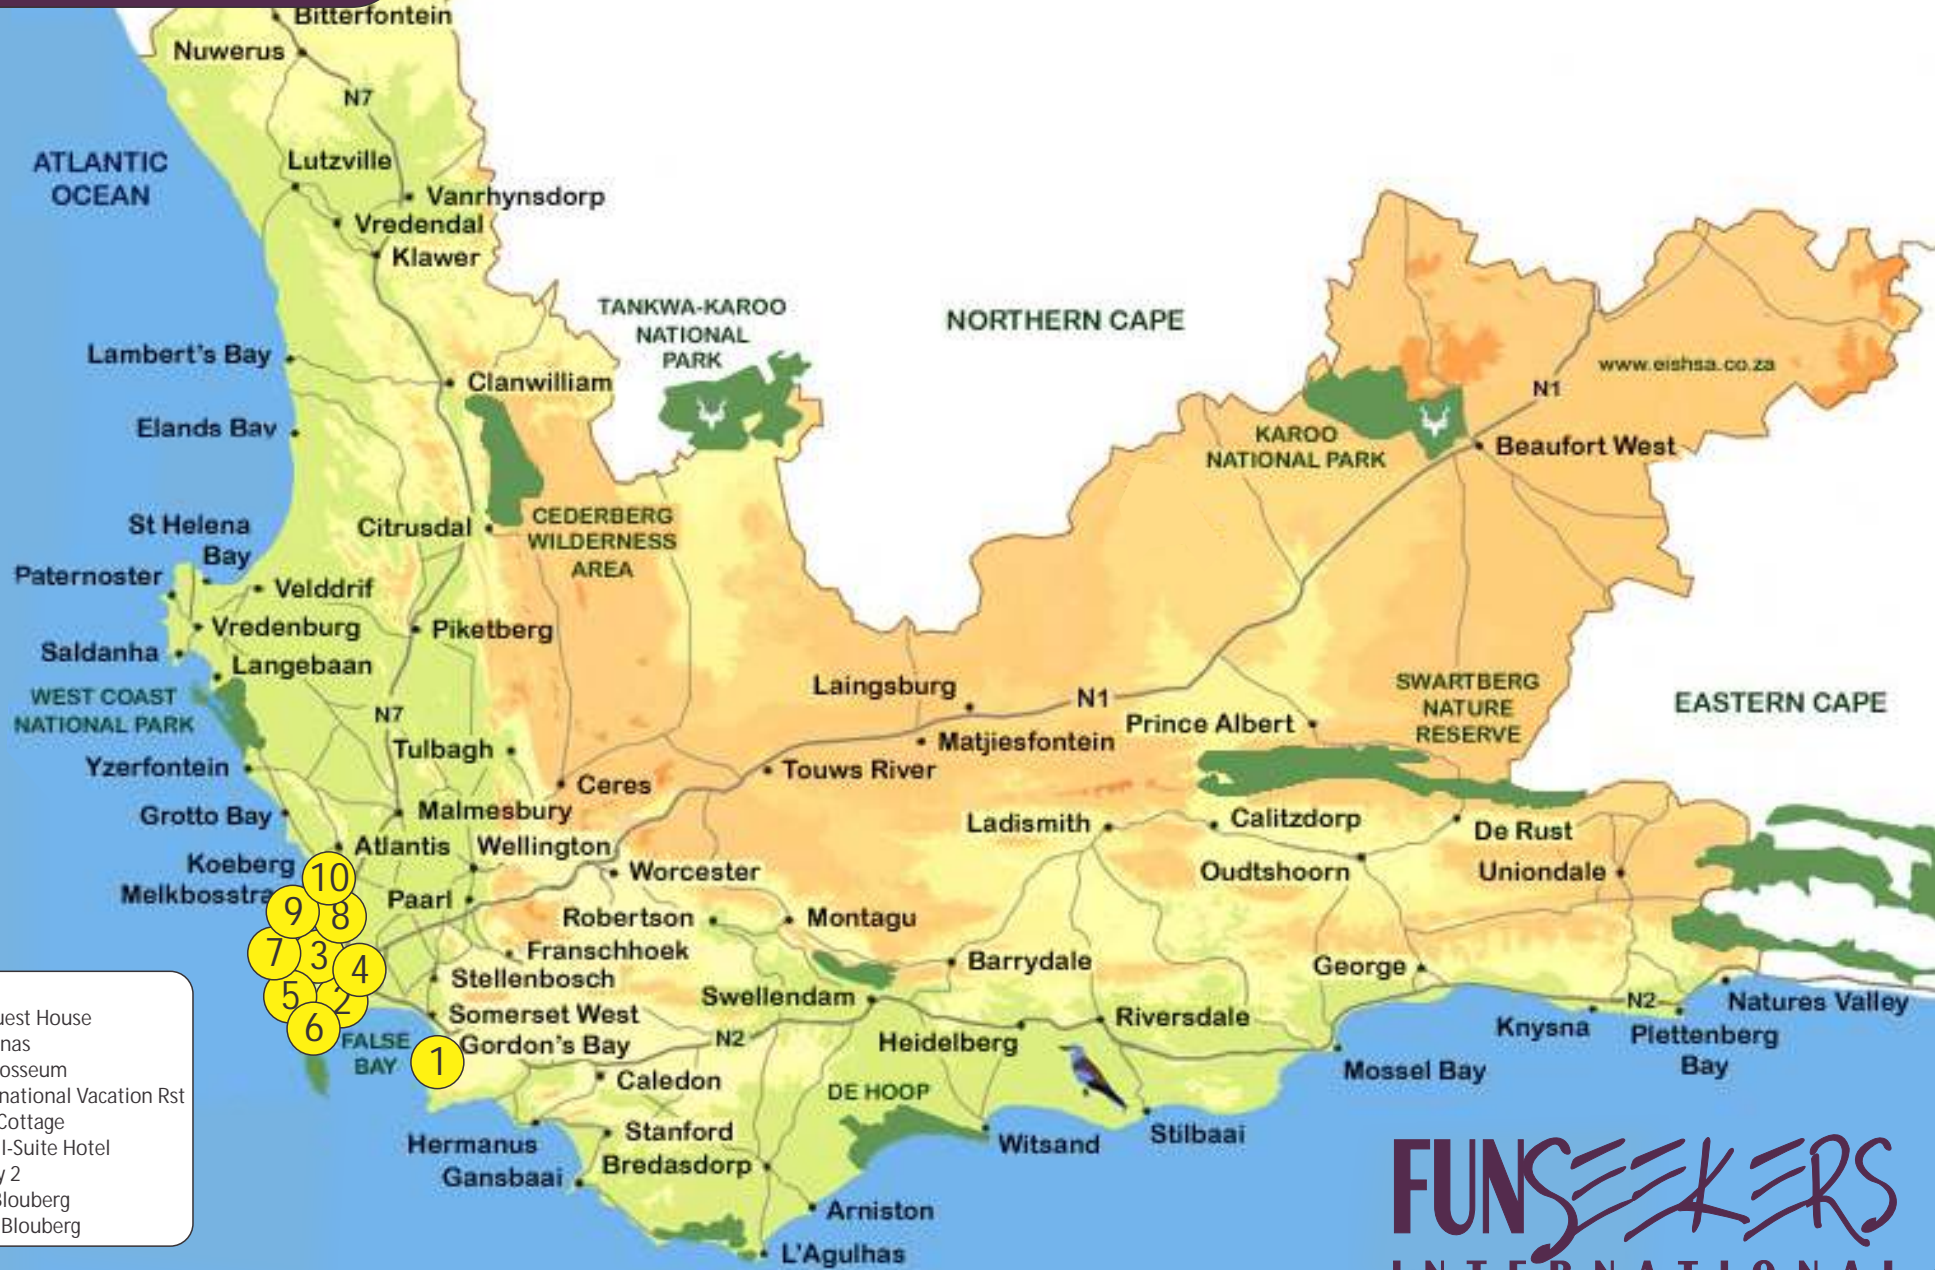 Bitterfontein
Nuwerus
N7
ATLANTIC
OCEAN
Lutzville
Vanrhynsdorp
Vredendal
Klawer
TANKWA-KAROO
NATIONAL
PARK
NORTHERN CAPE
Lambert's Bay
Clanwilliam
www.eishsa.co.za
N1
Elands Bay
KAROO
NATIONAL PARK
Beaufort West
St Helena
Bay
Citrusdal
CEDERBERG
WILDERNESS
AREA
Paternoster
Velddrif
Vredenburg
Piketberg
Saldanha
Langebaan
WEST COAST
NATIONAL PARK
N7
Laingsburg
N1
Prince Albert
SWARTBERG
NATURE
RESERVE
EASTERN CAPE
Tulbagh
Matjiesfontein
Yzerfontein
Ceres
Touws River
Grotto Bay
Malmesbury
Ladismith
Calitzdorp
De Rust
Atlantis
Wellington
Koeberg
10
Worcester
Oudtshoorn
Uniondale
Melkbosstra
9
8
Paarl
Robertson
Montagu
7
3
4
Franschhoek
Barrydale
George
Stellenbosch
5
2
Swellendam
N2
Natures Valley
6
Somerset West
Riversdale
Knysna
Plettenberg
Bay
FALSE
BAY
1
Gordon's Bay
N2
Heidelberg
Mossel Bay
Caledon
DE HOOP
Hermanus
Stanford
Witsand
Stilbaai
Gansbaai
Bredasdorp
Arniston
L'Agulhas
uest House
nas
osseum
national Vacation Rst
Cottage
l-Suite Hotel
y 2
Blouberg
Blouberg
FUNSEEKERS
INTERNATIONAL